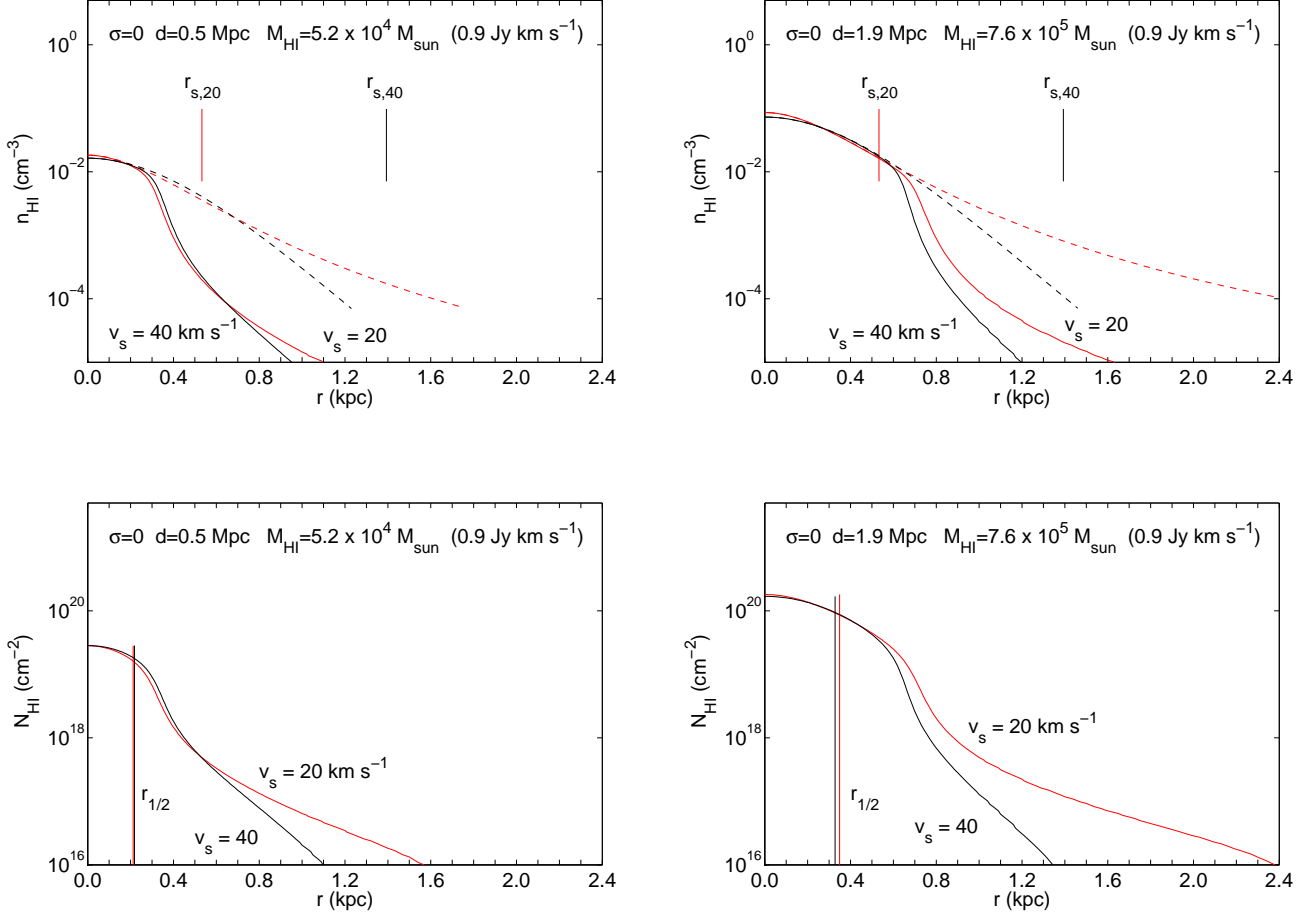 σ=0 d=0.5 Mpc M_HI=5.2 x 10^4 M_sun (0.9 Jy km s^−1)
r_s,20 r_s,40
10^0
10^−2
10^−4
n_HI (cm^−3)
v_s = 40 km s^−1 v_s = 20
0.0 0.4 0.8 1.2 1.6 2.0 2.4
r (kpc)
σ=0 d=1.9 Mpc M_HI=7.6 x 10^5 M_sun (0.9 Jy km s^−1)
r_s,20 r_s,40
10^0
10^−2
10^−4
n_HI (cm^−3)
v_s = 40 km s^−1 v_s = 20
0.0 0.4 0.8 1.2 1.6 2.0 2.4
r (kpc)
σ=0 d=0.5 Mpc M_HI=5.2 x 10^4 M_sun (0.9 Jy km s^−1)
10^20
10^18
10^16
N_HI (cm^−2)
v_s = 20 km s^−1
r_1/2
v_s = 40
0.0 0.4 0.8 1.2 1.6 2.0 2.4
r (kpc)
σ=0 d=1.9 Mpc M_HI=7.6 x 10^5 M_sun (0.9 Jy km s^−1)
10^20
10^18
10^16
N_HI (cm^−2)
v_s = 20 km s^−1
r_1/2
v_s = 40
0.0 0.4 0.8 1.2 1.6 2.0 2.4
r (kpc)